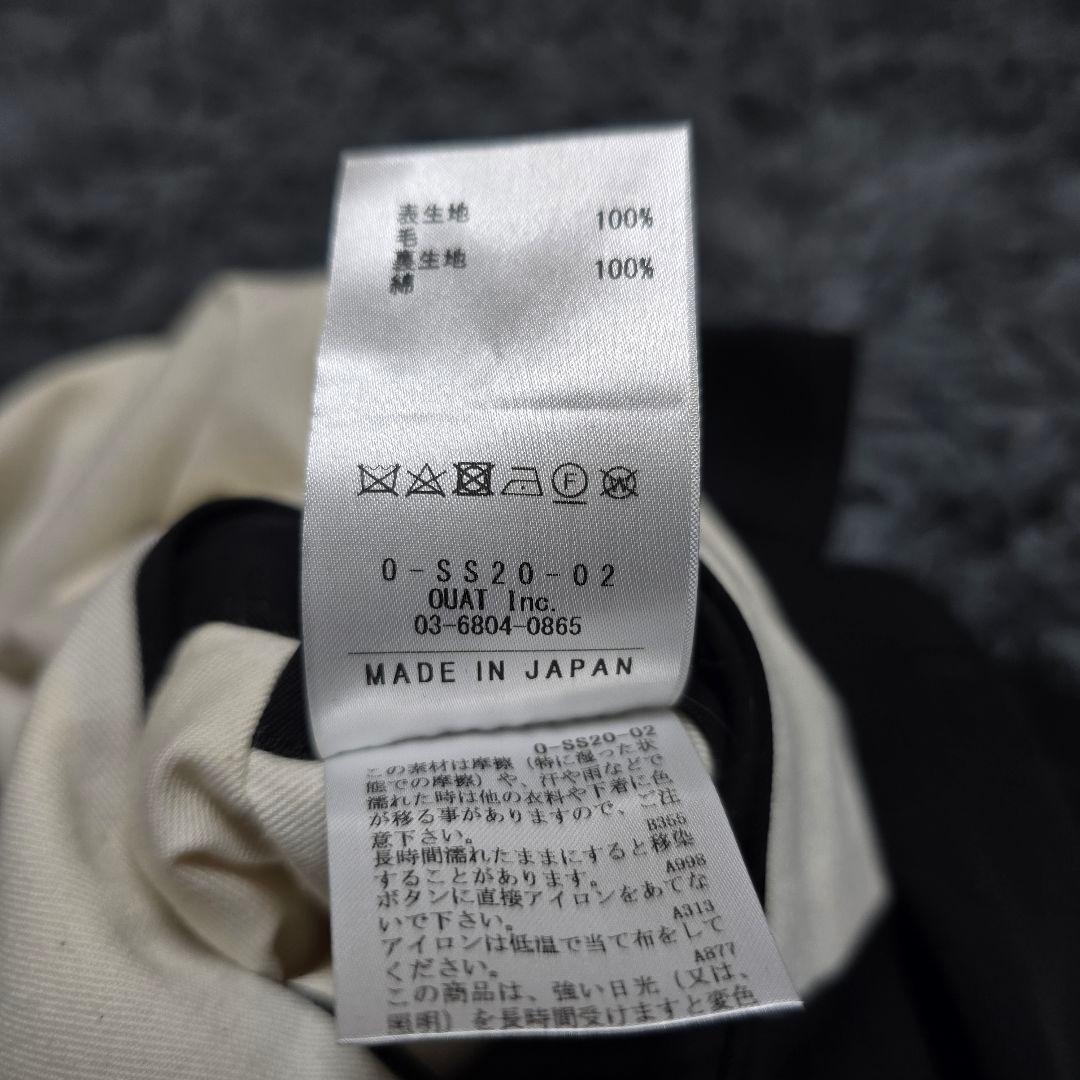 表生地
毛 100%
裏生地
綿 100%
F
W
O-SS20-02
OUAT Inc.
03-6804-0865
MADE IN JAPAN
O-SS20-02
この素材は摩擦（特に湿った状
態での摩擦）や、汗や雨などで
濡れた時は他の衣料や下着に色
が移る事がありますので、ご注
意下さい。 B366
長時間濡れたままにすると移染
することがあります。 A998
ボタンに直接アイロンをあてな
いで下さい。 A313
アイロンは低温で当て布をして
ください。 A877
この商品は、強い日光（又は、
照明）を長時間受けますと変色